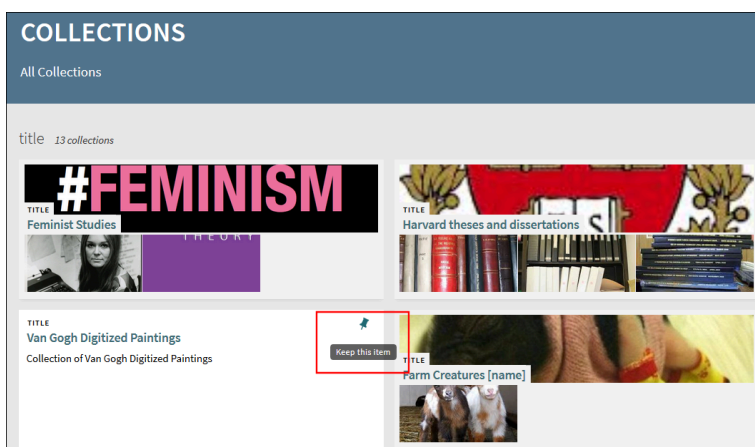 COLLECTIONS
All Collections
title 13 collections
#FEMINISM
TITLE
Feminist Studies
THEORY
TITLE
Harvard theses and dissertations
TITLE
Van Gogh Digitized Paintings
Collection of Van Gogh Digitized Paintings
Keep this item
TITLE
Farm Creatures [name]